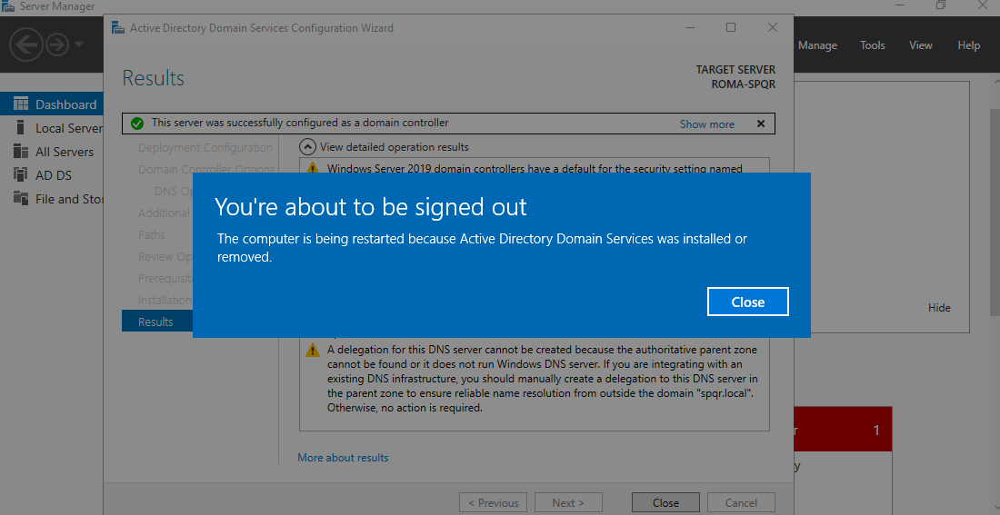 Server Manager
Manage Tools View Help
Dashboard
Local Server
All Servers
AD DS
File and Stor
Active Directory Domain Services Configuration Wizard
Results
TARGET SERVER
ROMA-SPQR
This server was successfully configured as a domain controller
Show more
Deployment Configuration
Domain Controller Options
DNS Op
Additional
Paths
Review Op
Prerequisite
Installation
Results
View detailed operation results
Windows Server 2019 domain controllers have a default for the security setting named
You're about to be signed out
The computer is being restarted because Active Directory Domain Services was installed or
removed.
Close
A delegation for this DNS server cannot be created because the authoritative parent zone
cannot be found or it does not run Windows DNS server. If you are integrating with an
existing DNS infrastructure, you should manually create a delegation to this DNS server in
the parent zone to ensure reliable name resolution from outside the domain "spqr.local".
Otherwise, no action is required.
More about results
< Previous
Next >
Close
Cancel
Hide
r 1
y